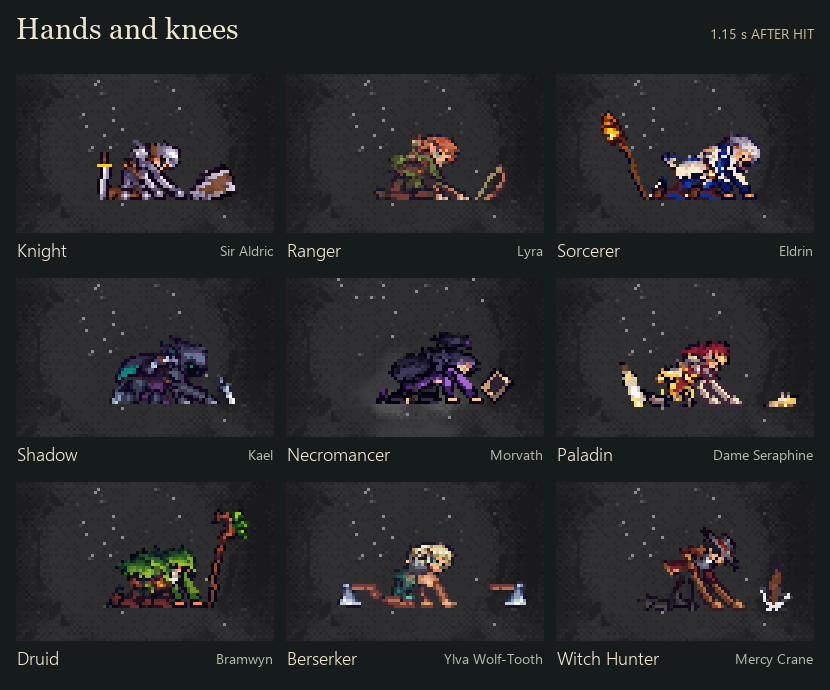 Hands and knees
1.15 s AFTER HIT
Knight Sir Aldric
Ranger Lyra
Sorcerer Eldrin
Shadow Kael
Necromancer Morvath
Paladin Dame Seraphine
Druid Bramwyn
Berserker Ylva Wolf-Tooth
Witch Hunter Mercy Crane